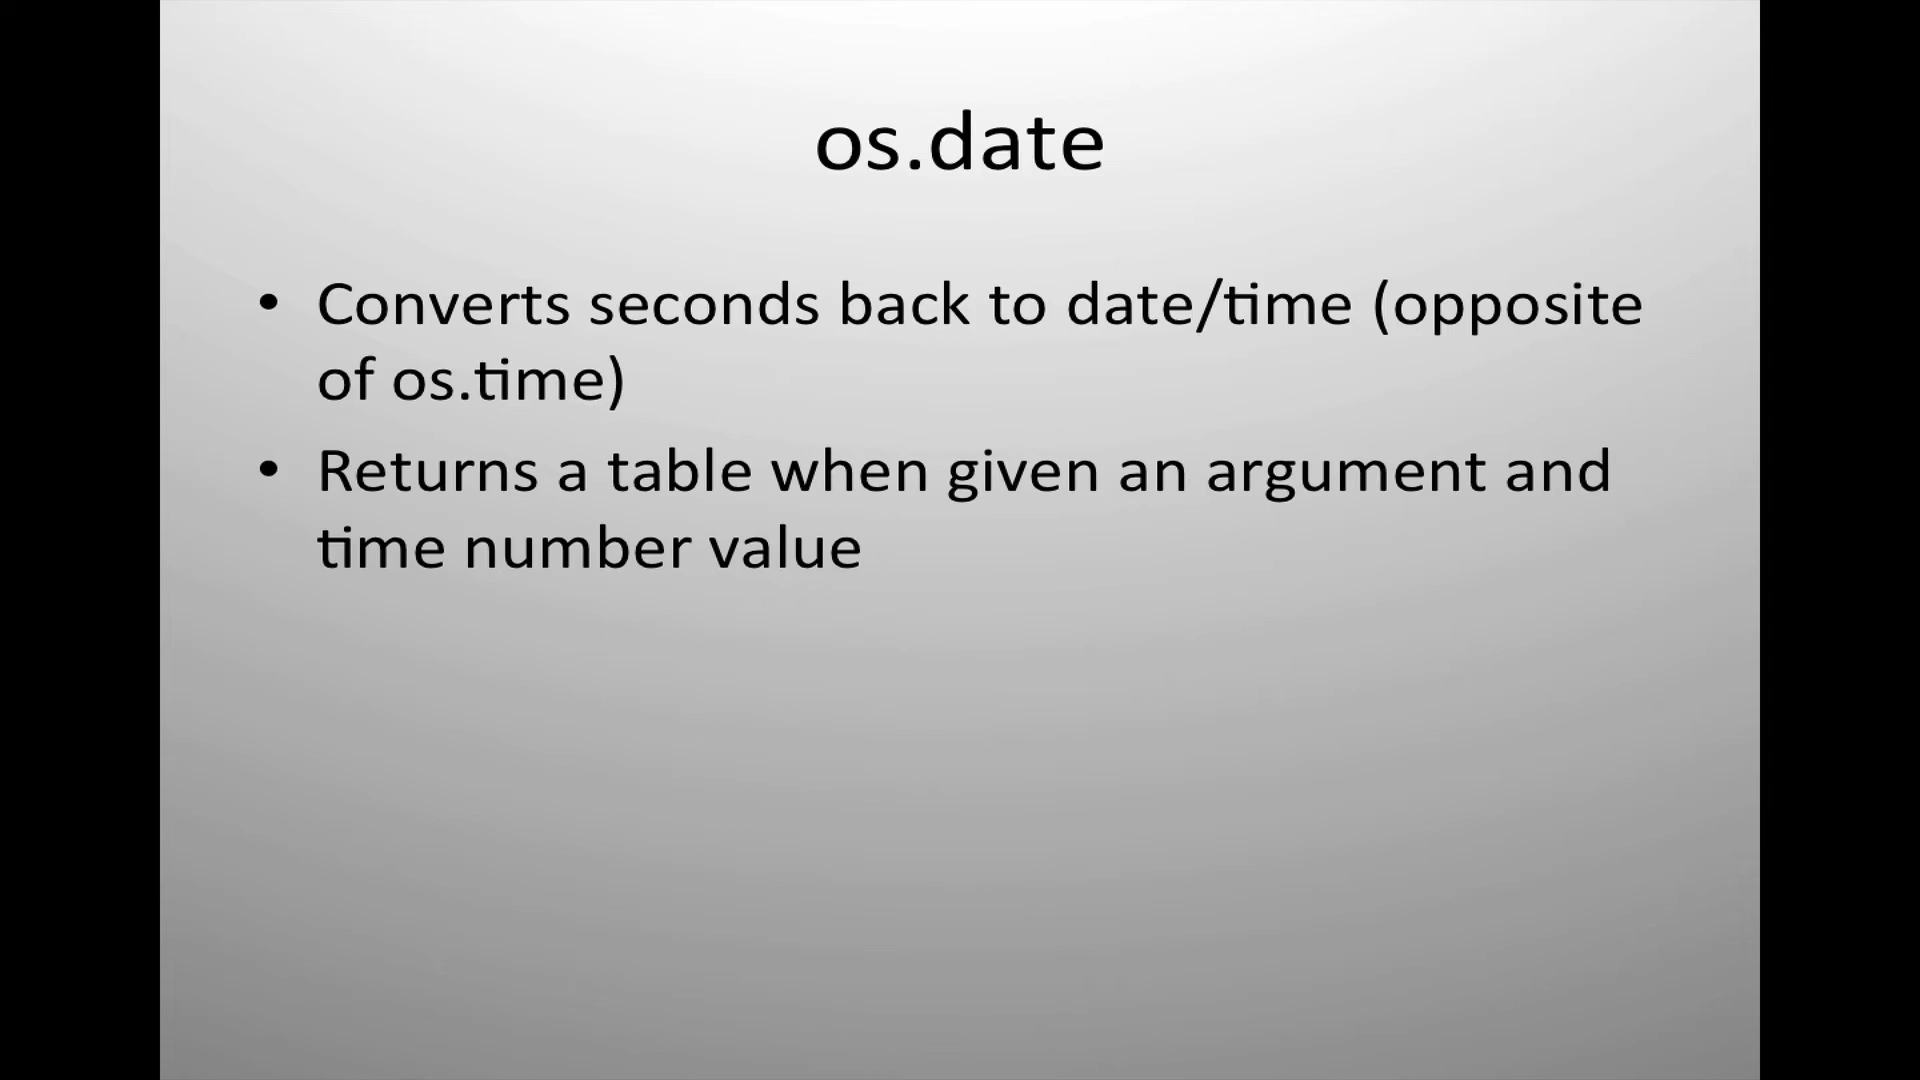 os.date
• Converts seconds back to date/time (opposite
of os.time)
• Returns a table when given an argument and
time number value